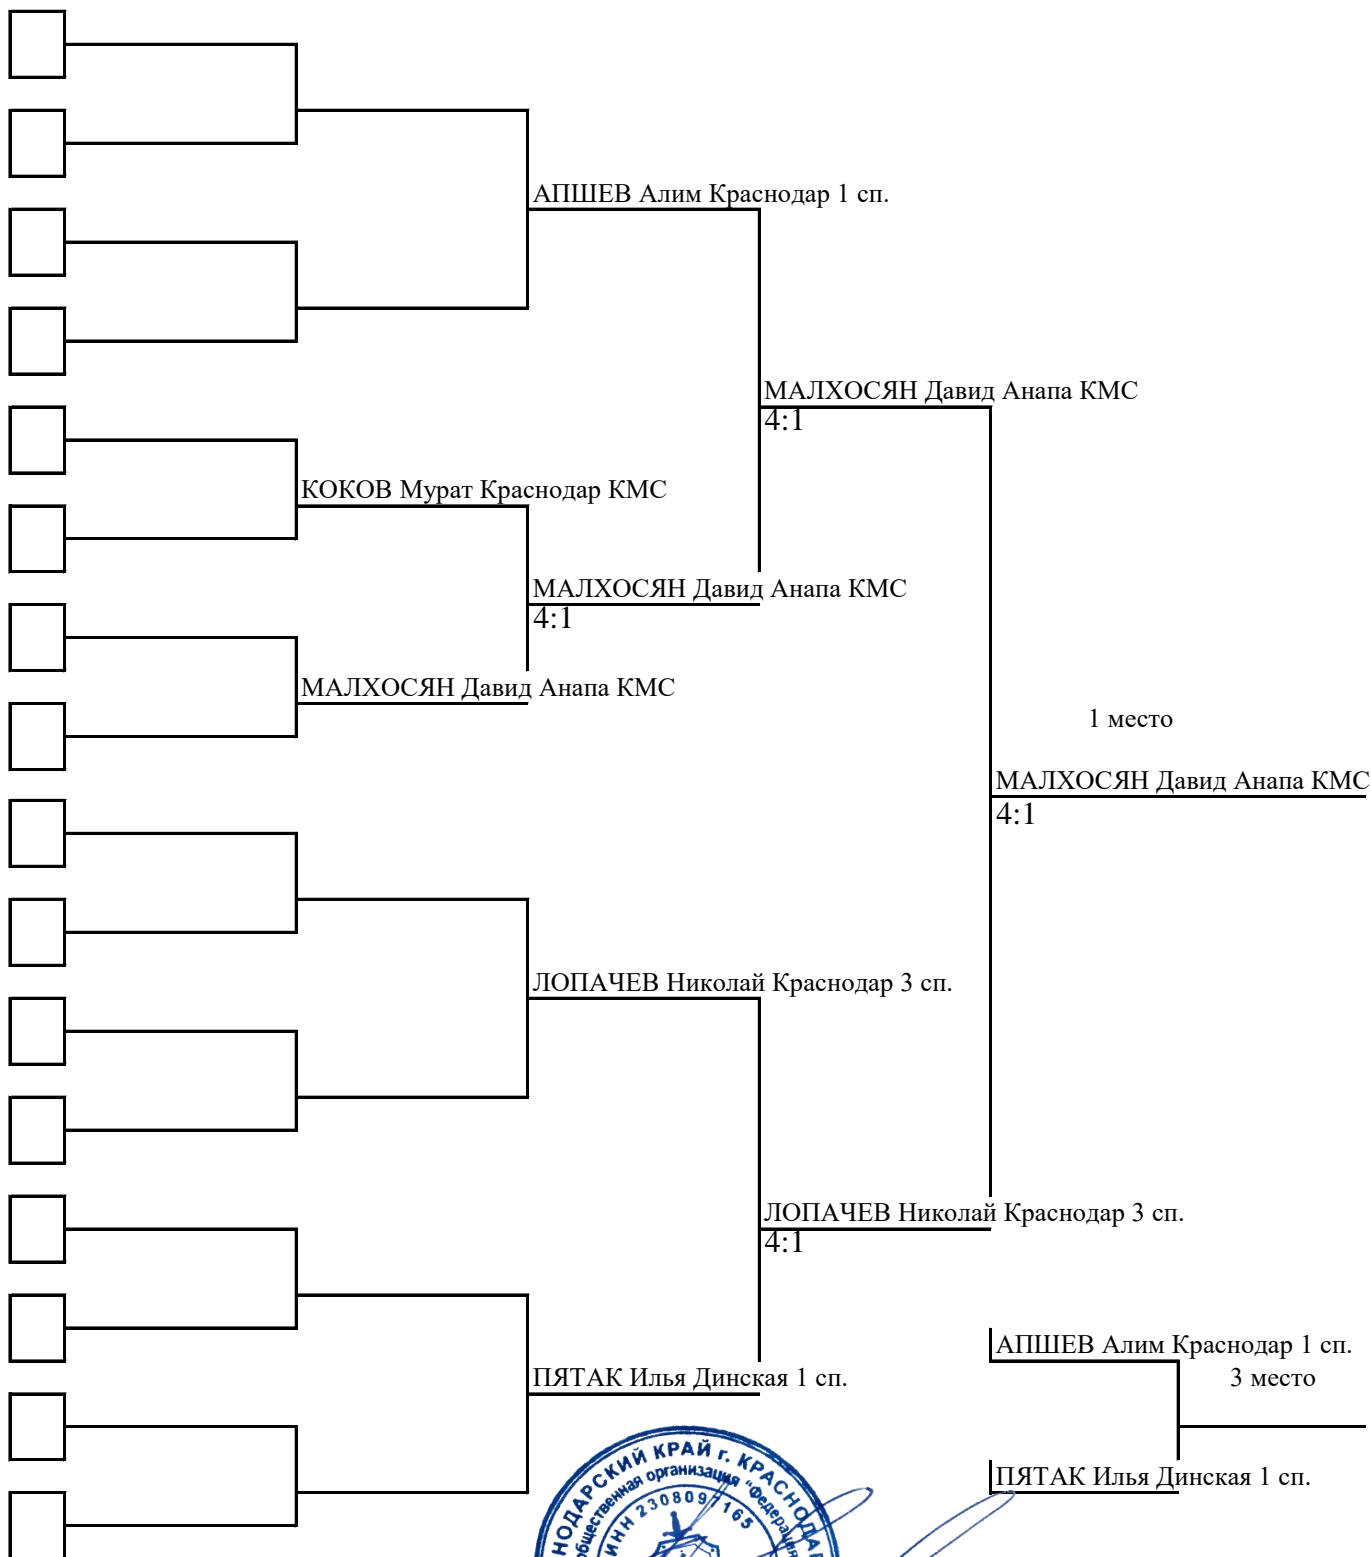 АПШЕВ Алим Краснодар 1 сп.
МАЛХОСЯН Давид Анапа КМС
4:1
КОКОВ Мурат Краснодар КМС
МАЛХОСЯН Давид Анапа КМС
4:1
МАЛХОСЯН Давид Анапа КМС
1 место
МАЛХОСЯН Давид Анапа КМС
4:1
ЛОПАЧЕВ Николай Краснодар 3 сп.
ЛОПАЧЕВ Николай Краснодар 3 сп.
4:1
АПШЕВ Алим Краснодар 1 сп.
3 место
ПЯТАК Илья Динская 1 сп.
ПЯТАК Илья Динская 1 сп.
НОДАРСКИЙ КРАЙ г. КРАСНОДАР
общественная организация "Федерация
ИНН 2308097165